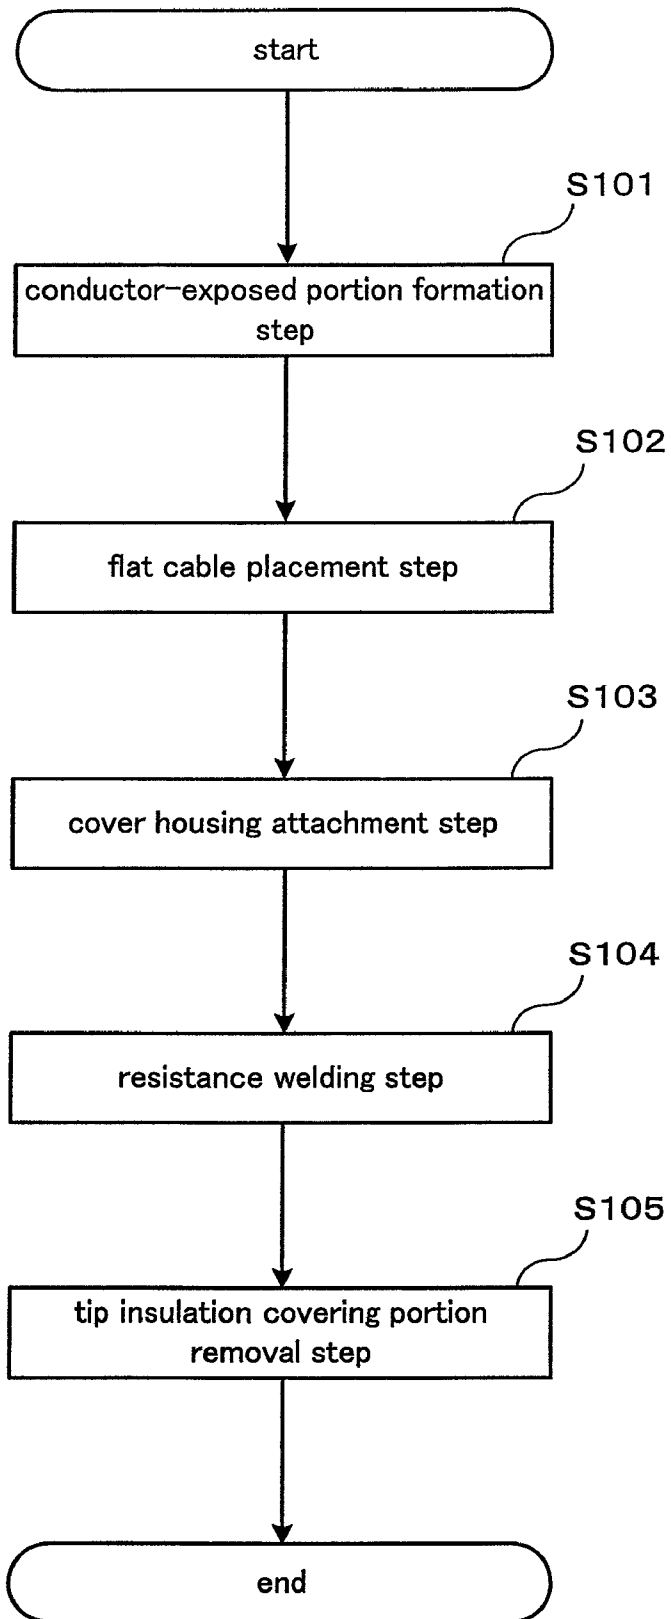 start
S101
conductor-exposed portion formation
step
S102
flat cable placement step
S103
cover housing attachment step
S104
resistance welding step
S105
tip insulation covering portion
removal step
end